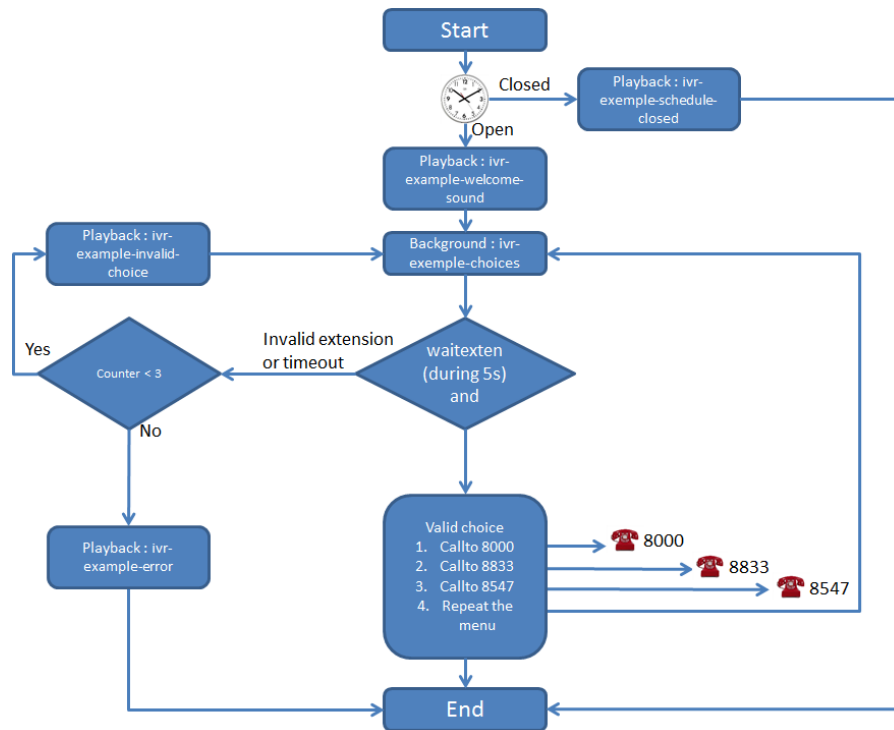 Start
Closed
Playback : ivr-
exemple-schedule-
closed
Open
Playback : ivr-
example-welcome-
sound
Playback : ivr-
example-invalid-
choice
Background : ivr-
exemple-choices
Invalid extension
or timeout
Yes
Counter < 3
waitexten
(during 5s)
and
No
Playback : ivr-
example-error
Valid choice
1. Callto 8000
2. Callto 8833
3. Callto 8547
4. Repeat the
menu
8000
8833
8547
End